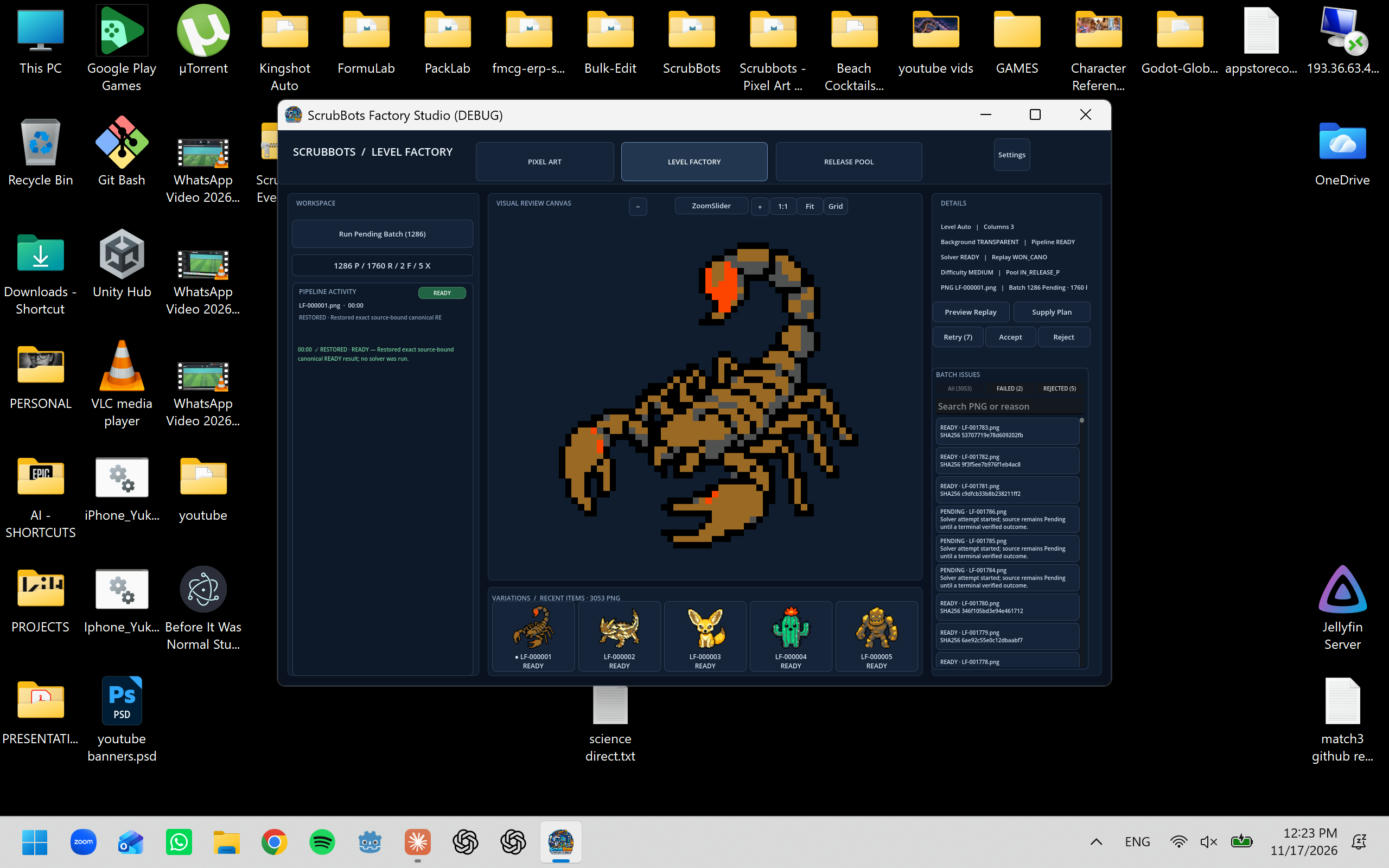 This PC
Google Play
Games
µTorrent
Kingshot
Auto
FormuLab
PackLab
fmcg-erp-s...
Bulk-Edit
ScrubBots
Scrubbots -
Pixel Art ...
Beach
Cocktails...
youtube vids
GAMES
Character
Referen...
Godot-Glob...
appstoreco...
193.36.63.4...
Recycle Bin
Git Bash
WhatsApp
Video 2026...
Scru
Eve
OneDrive
Downloads -
Shortcut
Unity Hub
WhatsApp
Video 2026...
PERSONAL
VLC media
player
WhatsApp
Video 2026...
EPIC
AI -
SHORTCUTS
iPhone_Yuk...
youtube
PROJECTS
Iphone_Yuk...
Before It Was
Normal Stu...
Jellyfin
Server
PRESENTATI...
Ps
PSD
youtube
banners.psd
science
direct.txt
match3
github re...
ScrubBots Factory Studio (DEBUG)
SCRUBBOTS / LEVEL FACTORY
PIXEL ART
LEVEL FACTORY
RELEASE POOL
Settings
WORKSPACE
Run Pending Batch (1286)
1286 P / 1760 R / 2 F / 5 X
PIPELINE ACTIVITY
READY
LF-000001.png · 00:00
RESTORED · Restored exact source-bound canonical RE
00:00 ✓ RESTORED · READY — Restored exact source-bound
canonical READY result; no solver was run.
VISUAL REVIEW CANVAS
−
ZoomSlider
+
1:1
Fit
Grid
VARIATIONS / RECENT ITEMS · 3053 PNG
● LF-000001
READY
LF-000002
READY
LF-000003
READY
LF-000004
READY
LF-000005
READY
DETAILS
Level Auto | Columns 3
Background TRANSPARENT | Pipeline READY
Solver READY | Replay WON_CANO
Difficulty MEDIUM | Pool IN_RELEASE_P
PNG LF-000001.png | Batch 1286 Pending · 1760 I
Preview Replay
Supply Plan
Retry (7)
Accept
Reject
BATCH ISSUES
All (3053)
FAILED (2)
REJECTED (5)
Search PNG or reason
READY · LF-001783.png
SHA256 53707719e78d609202fb
READY · LF-001782.png
SHA256 9f3f5ee7b976f1eb4ac8
READY · LF-001781.png
SHA256 c9dfcb33b8b238211ff2
PENDING · LF-001786.png
Solver attempt started; source remains Pending
until a terminal verified outcome.
PENDING · LF-001785.png
Solver attempt started; source remains Pending
until a terminal verified outcome.
PENDING · LF-001784.png
Solver attempt started; source remains Pending
until a terminal verified outcome.
READY · LF-001780.png
SHA256 346f105bd3e94e461712
READY · LF-001779.png
SHA256 6ae92c55e0c12dbaabf7
READY · LF-001778.png
zoom
ENG
12:23 PM
11/17/2026